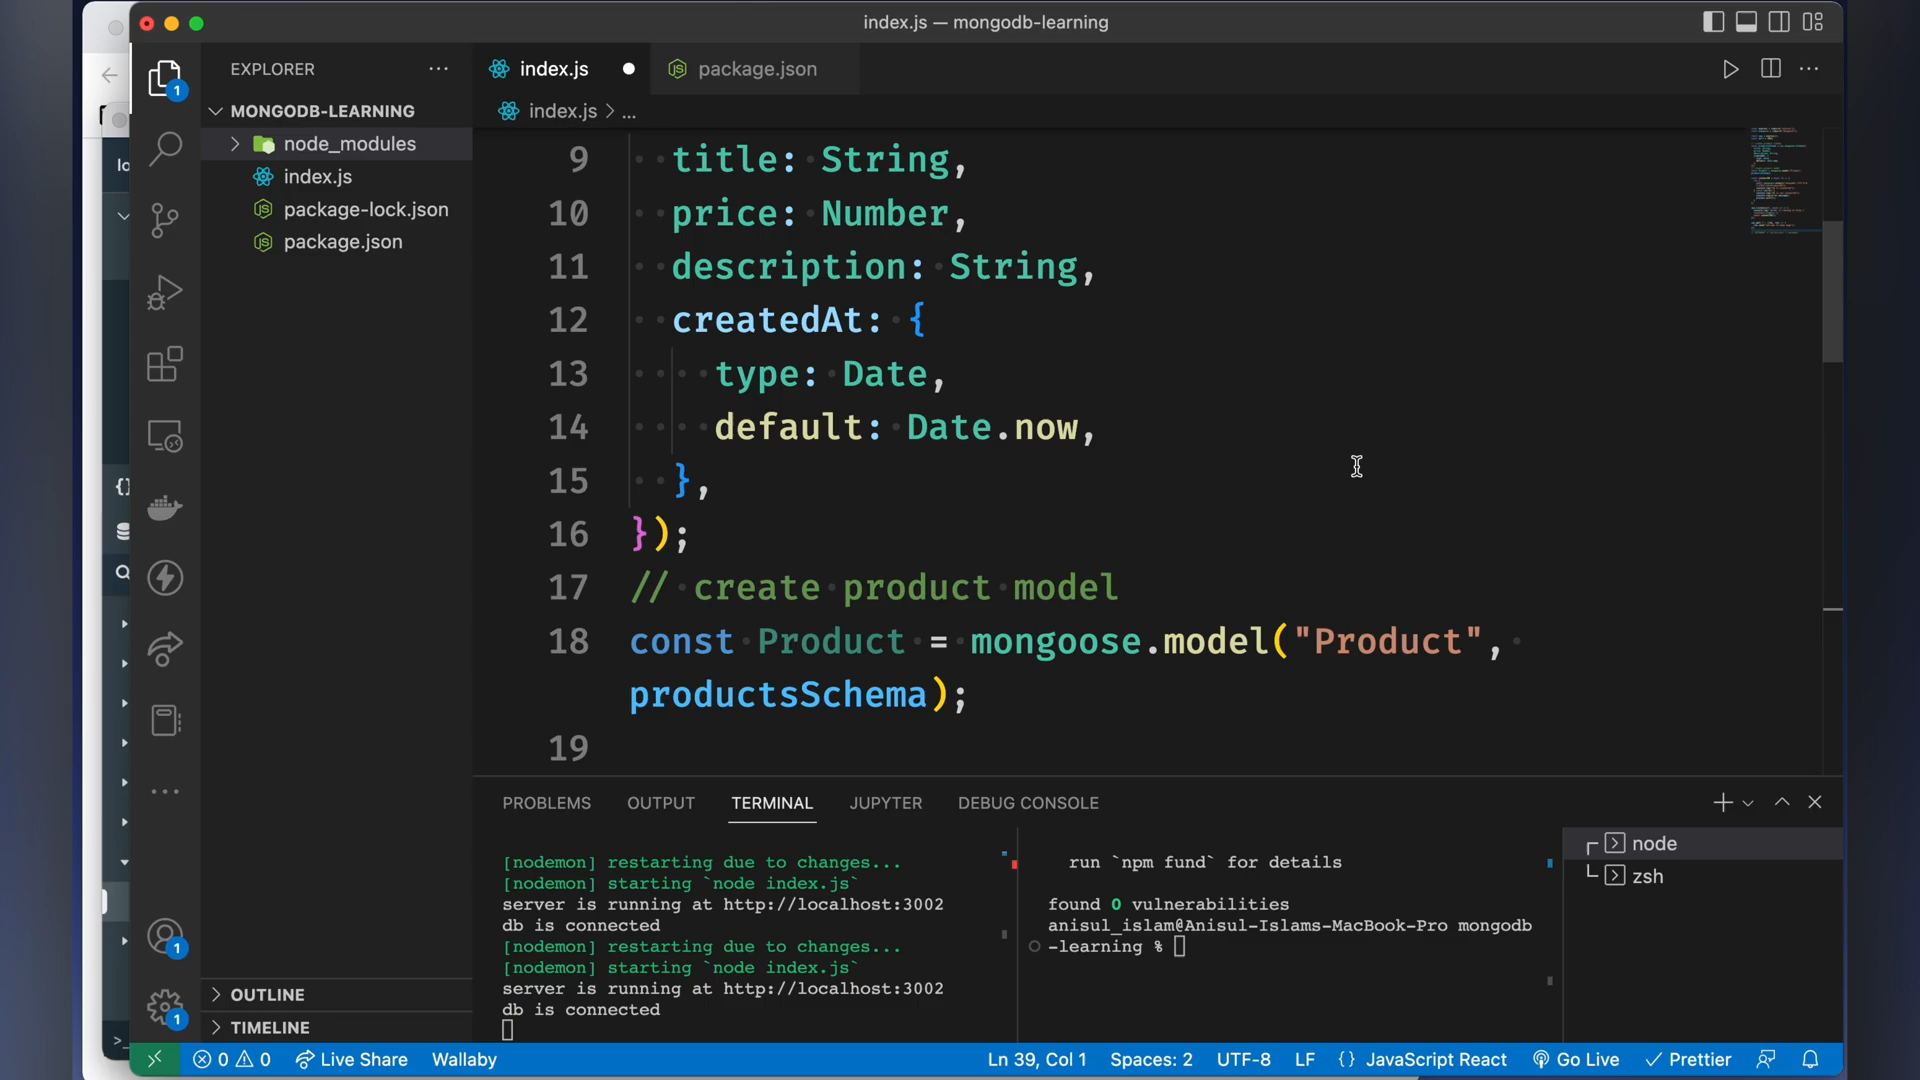 index.js — mongodb-learning
EXPLORER
index.js
package.json
MONGODB-LEARNING
index.js > ...
node_modules
index.js
package-lock.json
package.json
9 title: String,
10 price: Number,
11 description: String,
12 createdAt: {
13 type: Date,
14 default: Date.now,
15 },
16 });
17 // create product model
18 const Product = mongoose.model("Product",
productsSchema);
19
PROBLEMS OUTPUT TERMINAL JUPYTER DEBUG CONSOLE
[nodemon] restarting due to changes...
[nodemon] starting `node index.js`
server is running at http://localhost:3002
db is connected
[nodemon] restarting due to changes...
[nodemon] starting `node index.js`
server is running at http://localhost:3002
db is connected
run `npm fund` for details
found 0 vulnerabilities
anisul_islam@Anisul-Islams-MacBook-Pro mongodb
-learning %
node
zsh
OUTLINE
TIMELINE
1
1
1
0 0 Live Share Wallaby Ln 39, Col 1 Spaces: 2 UTF-8 LF {} JavaScript React Go Live Prettier